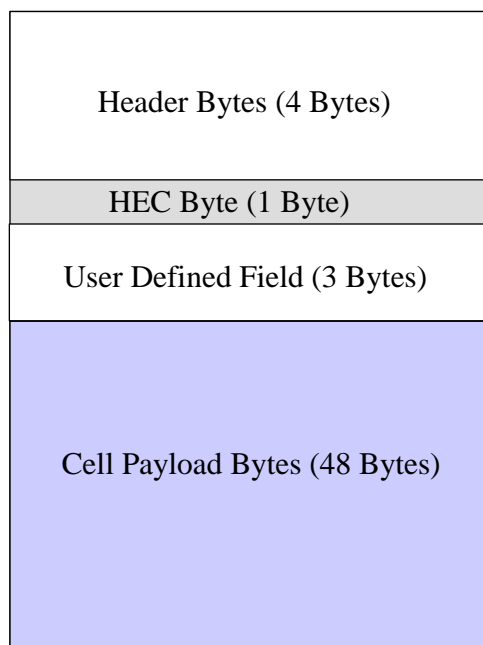 Header Bytes (4 Bytes)
HEC Byte (1 Byte)
User Defined Field (3 Bytes)
Cell Payload Bytes (48 Bytes)